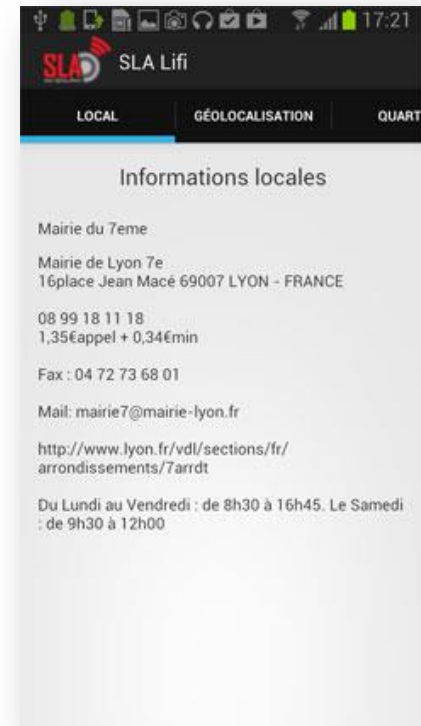 17:21
SLA
SLA Lifi
LOCAL
GÉOLOCALISATION
QUART
Informations locales
Mairie du 7eme
Mairie de Lyon 7e
16place Jean Macé 69007 LYON - FRANCE
08 99 18 11 18
1,35€appel + 0,34€min
Fax : 04 72 73 68 01
Mail: mairie7@mairie-lyon.fr
http://www.lyon.fr/vdl/sections/fr/
arrondissements/7arrdt
Du Lundi au Vendredi : de 8h30 à 16h45. Le Samedi
: de 9h30 à 12h00